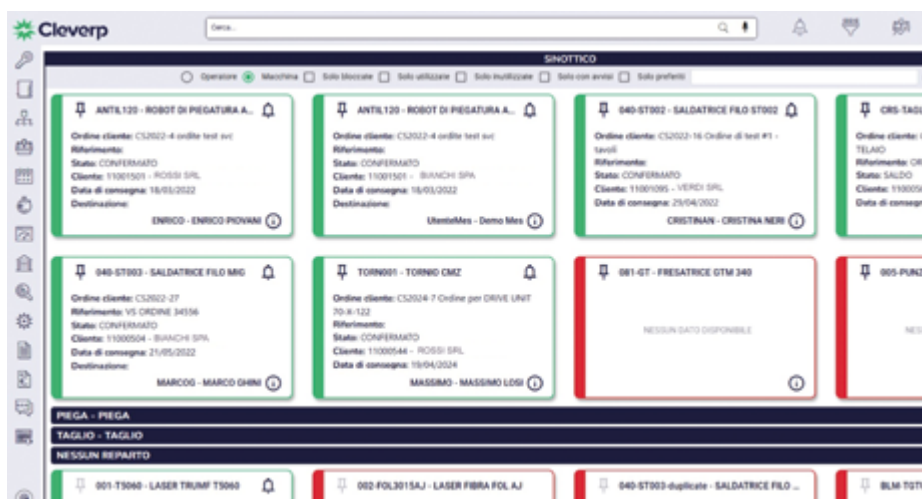 Cleverp
Cerca...
SINOTTICO
Operatore Macchina Solo bloccate Solo utilizzate Solo inutilizzate Solo con avvisi Solo preferiti
ANTIL120 - ROBOT DI PIEGATURA A...
Ordine cliente: CS2022-4 ordite test svc
Riferimento:
Stato: CONFERMATO
Cliente: 11001501 - ROSSI SRL
Data di consegna: 18/03/2022
Destinazione:
ENRICO - ENRICO PIOVANI
ANTIL120 - ROBOT DI PIEGATURA A...
Ordine cliente: CS2022-4 ordite test svc
Riferimento:
Stato: CONFERMATO
Cliente: 11001501 - BIANCHI SPA
Data di consegna: 18/03/2022
Destinazione:
UtenteMes - Demo Mes
040-ST002 - SALDATRICE FILO ST002
Ordine cliente: CS2022-16 Ordine di test #1 -
tavoli
Riferimento:
Stato: CONFERMATO
Cliente: 11001095 - VERDI SRL
Data di consegna: 29/04/2022
CRISTINAN - CRISTINA NERI
CRS-TAGL
Ordine cliente:
TELAIO
Riferimento: OR
Stato: SALDO
Cliente: 1100050
Data di consegn
040-ST003 - SALDATRICE FILO MIG
Ordine cliente: CS2022-27
Riferimento: VS ORDINE 34556
Stato: CONFERMATO
Cliente: 11000504 - BIANCHI SPA
Data di consegna: 21/05/2022
Destinazione:
MARCOG - MARCO GHINI
TORN001 - TORNIO CMZ
Ordine cliente: CS2024-7 Ordine per DRIVE UNIT
70-X-122
Riferimento:
Stato: CONFERMATO
Cliente: 11000544 - ROSSI SRL
Data di consegna: 19/04/2024
MASSIMO - MASSIMO LOSI
081-GT - FRESATRICE GTM 340
NESSUN DATO DISPONIBILE
005-PUNZ
NES
PIEGA - PIEGA
TAGLIO - TAGLIO
NESSUN REPARTO
001-T5060 - LASER TRUMF T5060
002-FOL3015AJ - LASER FIBRA FOL AJ
040-ST003-duplicate - SALDATRICE FILO ...